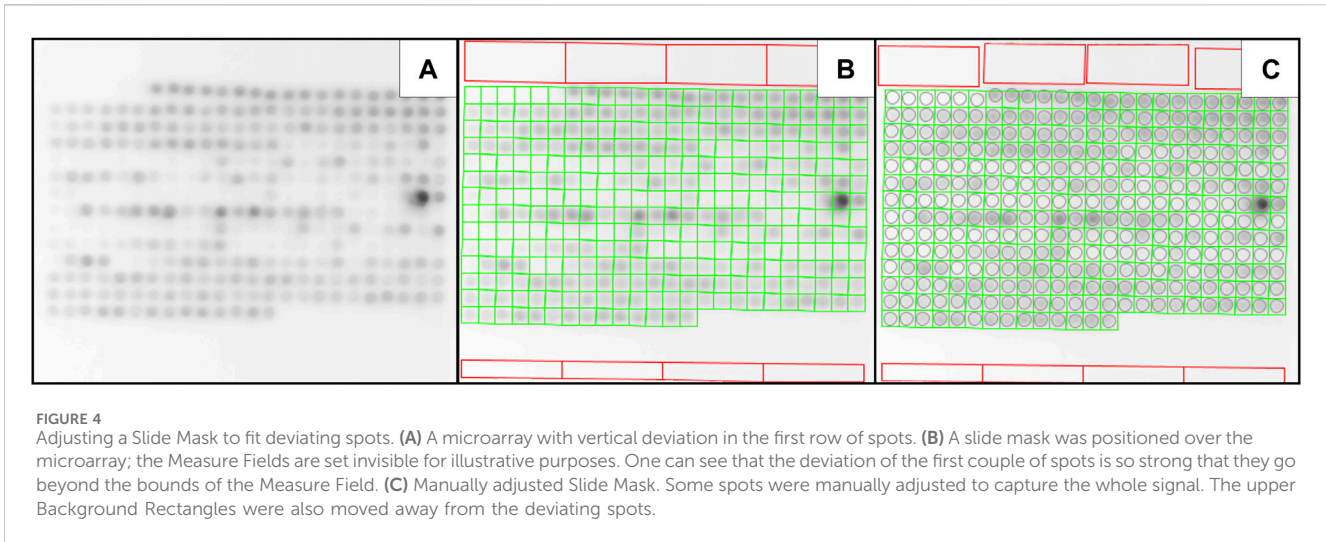 A
B
C
FIGURE 4
Adjusting a Slide Mask to fit deviating spots. (A) A microarray with vertical deviation in the first row of spots. (B) A slide mask was positioned over the
microarray; the Measure Fields are set invisible for illustrative purposes. One can see that the deviation of the first couple of spots is so strong that they go
beyond the bounds of the Measure Field. (C) Manually adjusted Slide Mask. Some spots were manually adjusted to capture the whole signal. The upper
Background Rectangles were also moved away from the deviating spots.